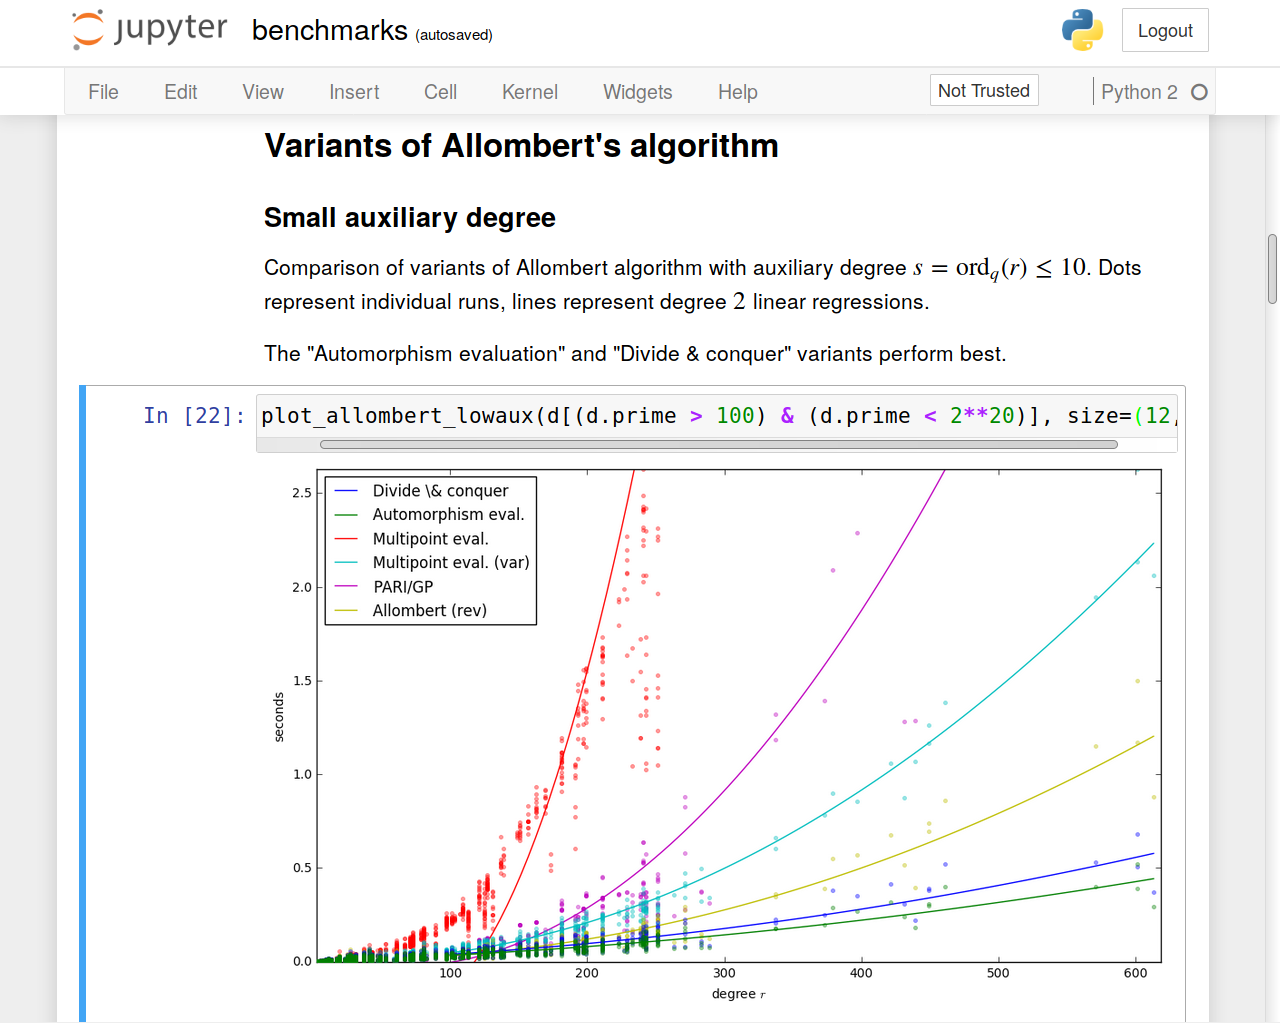 jupyter benchmarks (autosaved) Logout
File Edit View Insert Cell Kernel Widgets Help Not Trusted Python 2
Variants of Allombert's algorithm
Small auxiliary degree
Comparison of variants of Allombert algorithm with auxiliary degree s = ord_q(r) ≤ 10. Dots
represent individual runs, lines represent degree 2 linear regressions.
The "Automorphism evaluation" and "Divide & conquer" variants perform best.
In [22]: plot_allombert_lowaux(d[(d.prime > 100) & (d.prime < 2**20)], size=(12,
Divide \& conquer
Automorphism eval.
Multipoint eval.
Multipoint eval. (var)
PARI/GP
Allombert (rev)
2.5
2.0
1.5
1.0
0.5
0.0
seconds
100 200 300 400 500 600
degree r